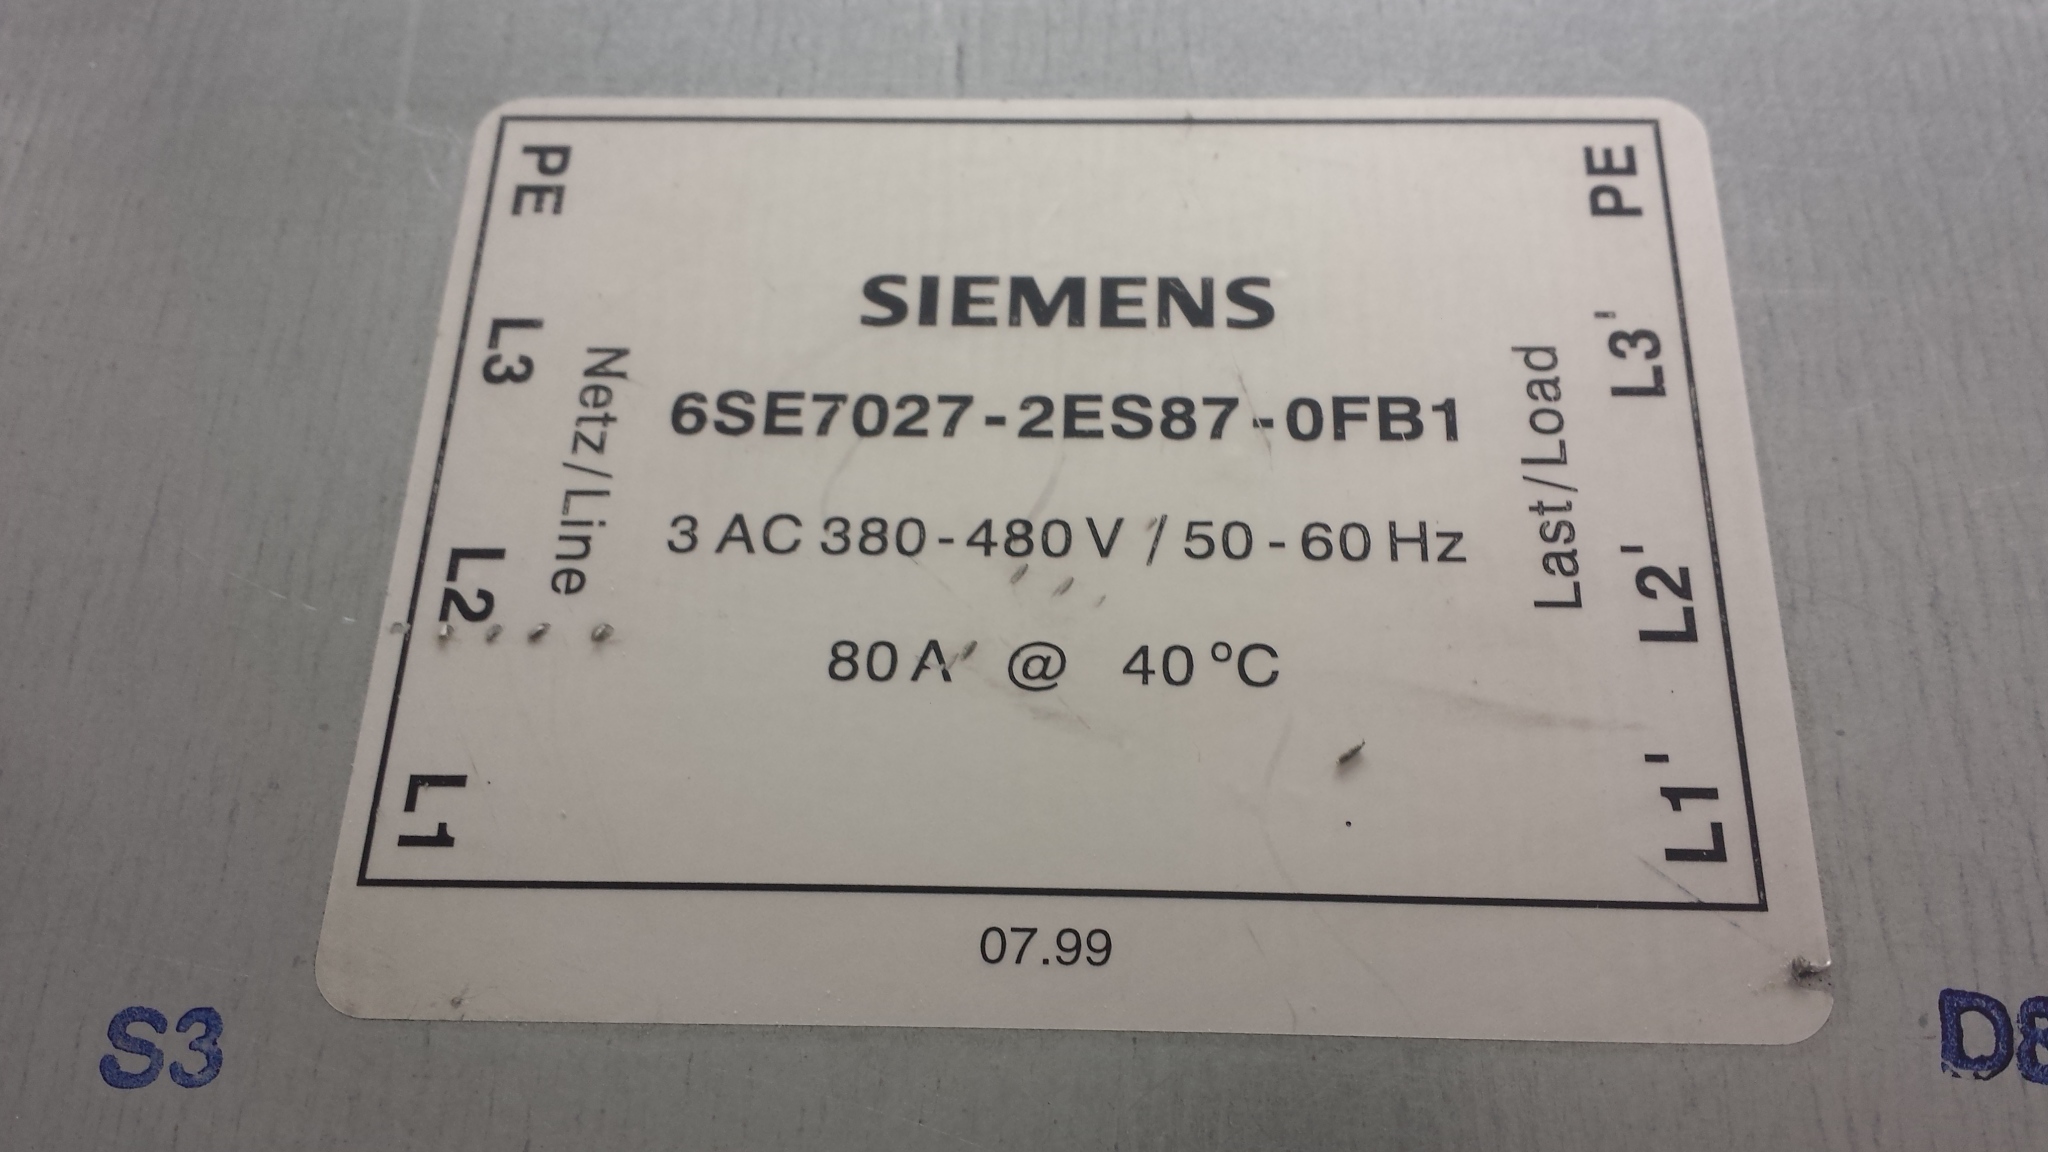 PE
L3
L2
L1
Netz/Line
SIEMENS
6SE7027-2ES87-0FB1
3 AC 380-480 V / 50-60 Hz
80 A @ 40 °C
Last/Load
PE
L3'
L2'
L1'
07.99
S3
D8